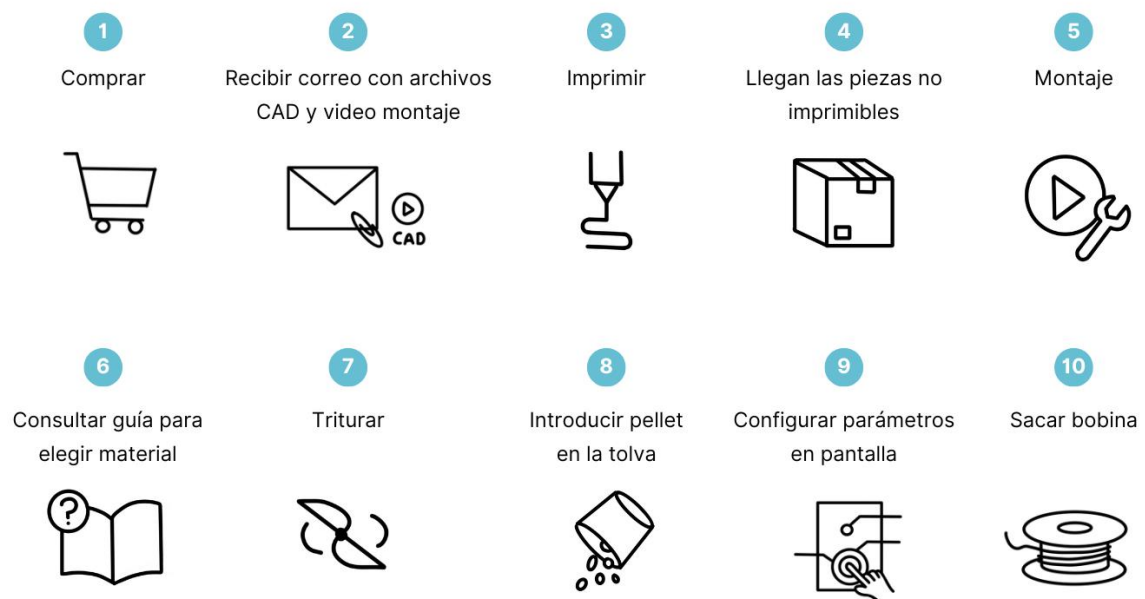 1
Comprar
2
Recibir correo con archivos
CAD y video montaje
CAD
3
Imprimir
4
Llegan las piezas no
imprimibles
5
Montaje
6
Consultar guía para
elegir material
?
7
Triturar
8
Introducir pellet
en la tolva
9
Configurar parámetros
en pantalla
10
Sacar bobina